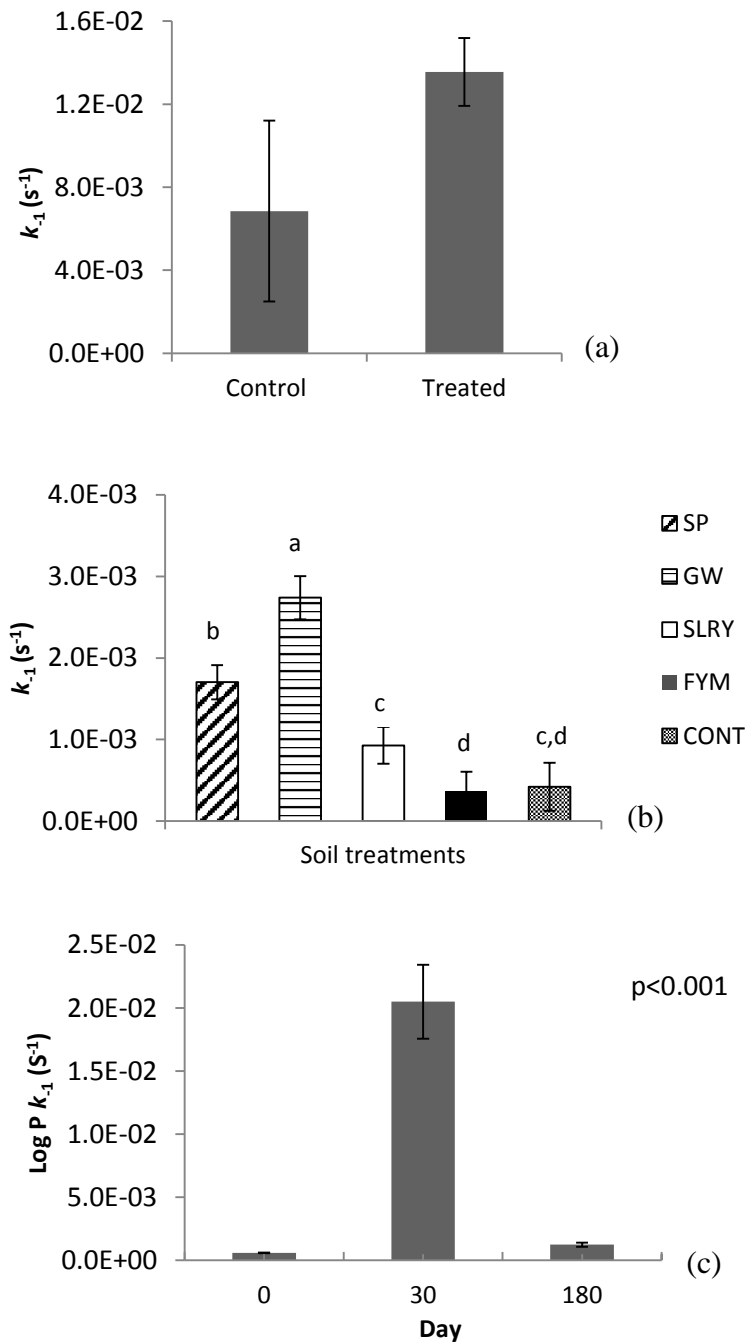 1.6E-02
1.2E-02
8.0E-03
4.0E-03
0.0E+00
k-1 (s-1)
Control Treated
(a)
4.0E-03
3.0E-03
2.0E-03
1.0E-03
0.0E+00
k-1 (s-1)
b
a
c
d
c,d
Soil treatments
SP
GW
SLRY
FYM
CONT
(b)
2.5E-02
2.0E-02
1.5E-02
1.0E-02
5.0E-03
0.0E+00
Log P k-1 (S-1)
p<0.001
0 30 180
Day
(c)